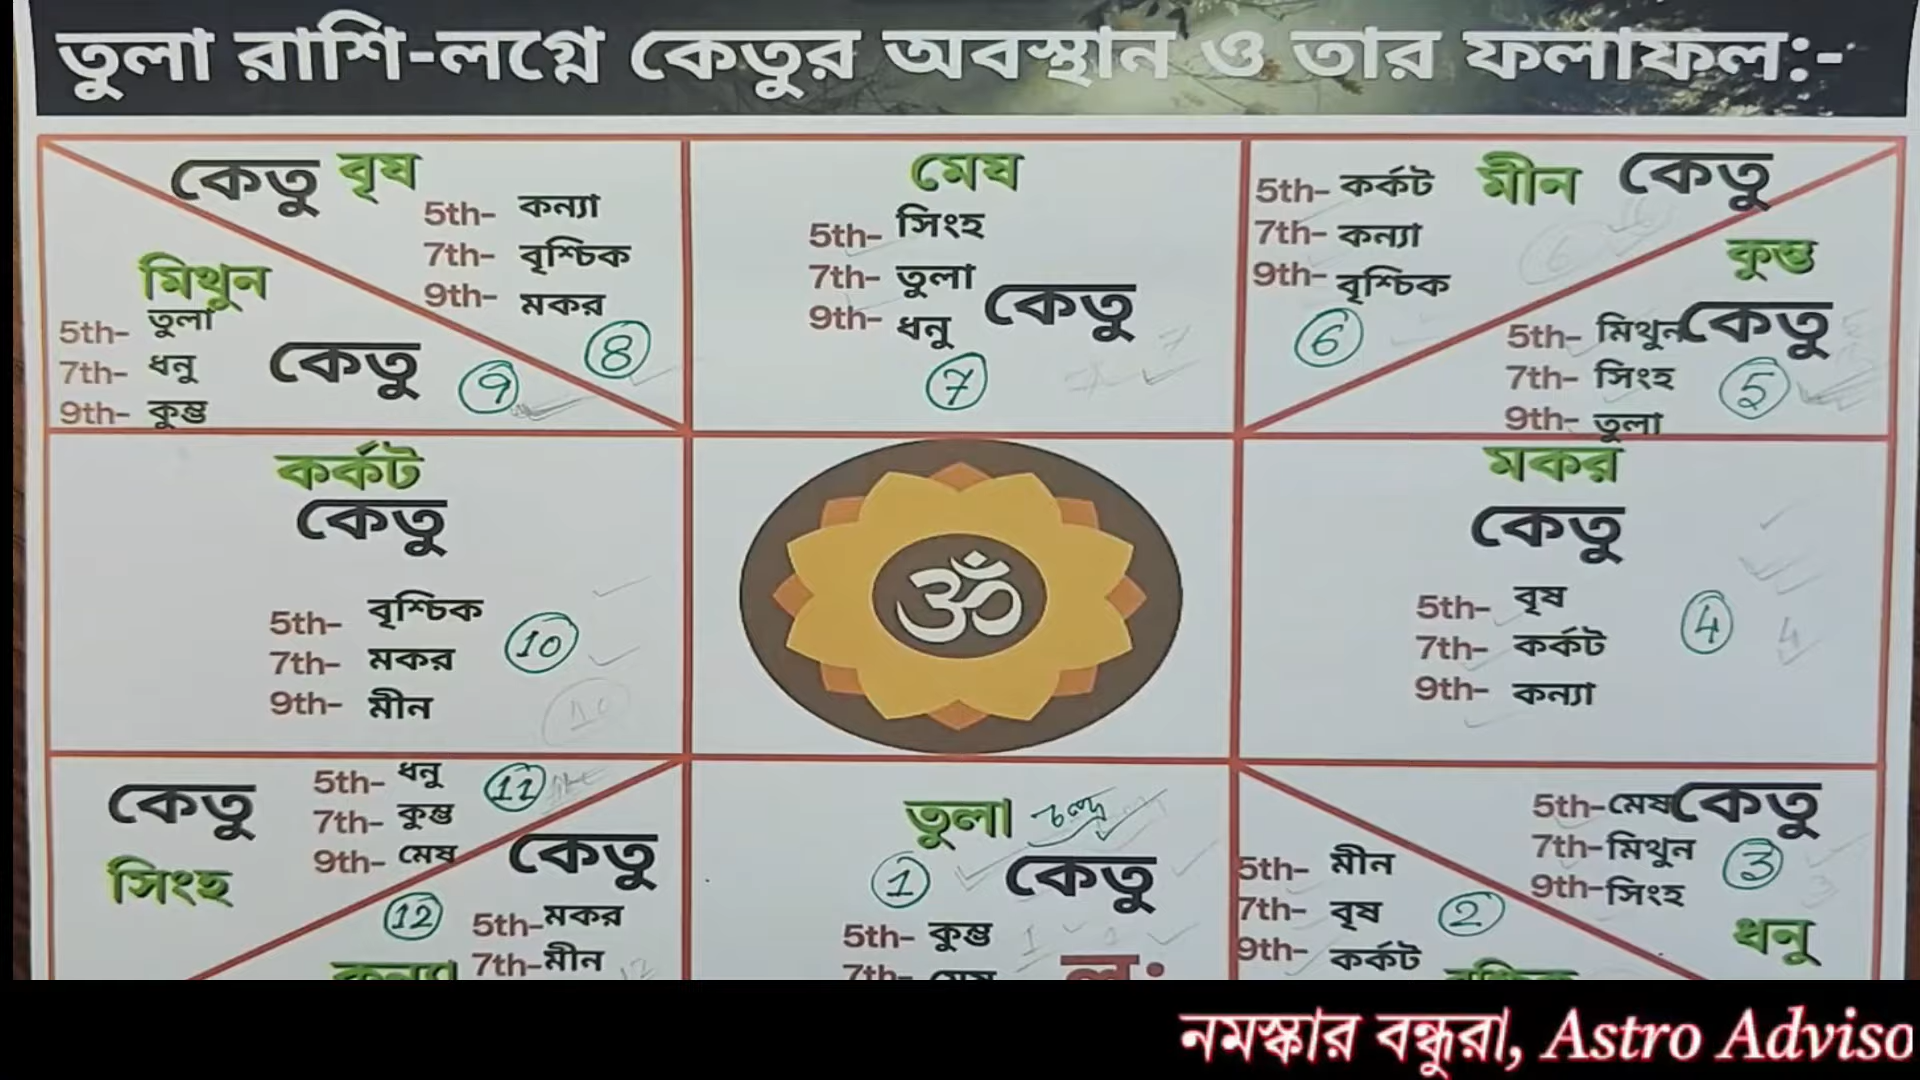 তুলা রাশি-লগ্নে কেতুর অবস্থান ও তার ফলাফল:-
কেতু বৃষ
5th- কন্যা
7th- বৃশ্চিক
9th- মকর
8
মিথুন
5th- তুলা
7th- ধনু
9th- কুম্ভ
কেতু
9
মেষ
5th- সিংহ
7th- তুলা
9th- ধনু
কেতু
7
মীন কেতু
5th- কর্কট
7th- কন্যা
9th- বৃশ্চিক
6
কুম্ভ
কেতু
5th- মিথুন
7th- সিংহ
9th- তুলা
5
কর্কট
কেতু
5th- বৃশ্চিক
7th- মকর
9th- মীন
10
ॐ
মকর
কেতু
5th- বৃষ
7th- কর্কট
9th- কন্যা
4
কেতু
সিংহ
5th- ধনু
7th- কুম্ভ
9th- মেষ
11
কেতু
12
5th-মকর
7th-মীন
কন্যা
তুলা চন্দ্র
1
কেতু
5th- কুম্ভ
7th- মেষ
ল:
5th- মীন
7th- বৃষ
9th- কর্কট
2
বৃশ্চিক
কেতু
5th-মেষ
7th-মিথুন
9th-সিংহ
3
ধনু
নমস্কার বন্ধুরা, Astro Adviso